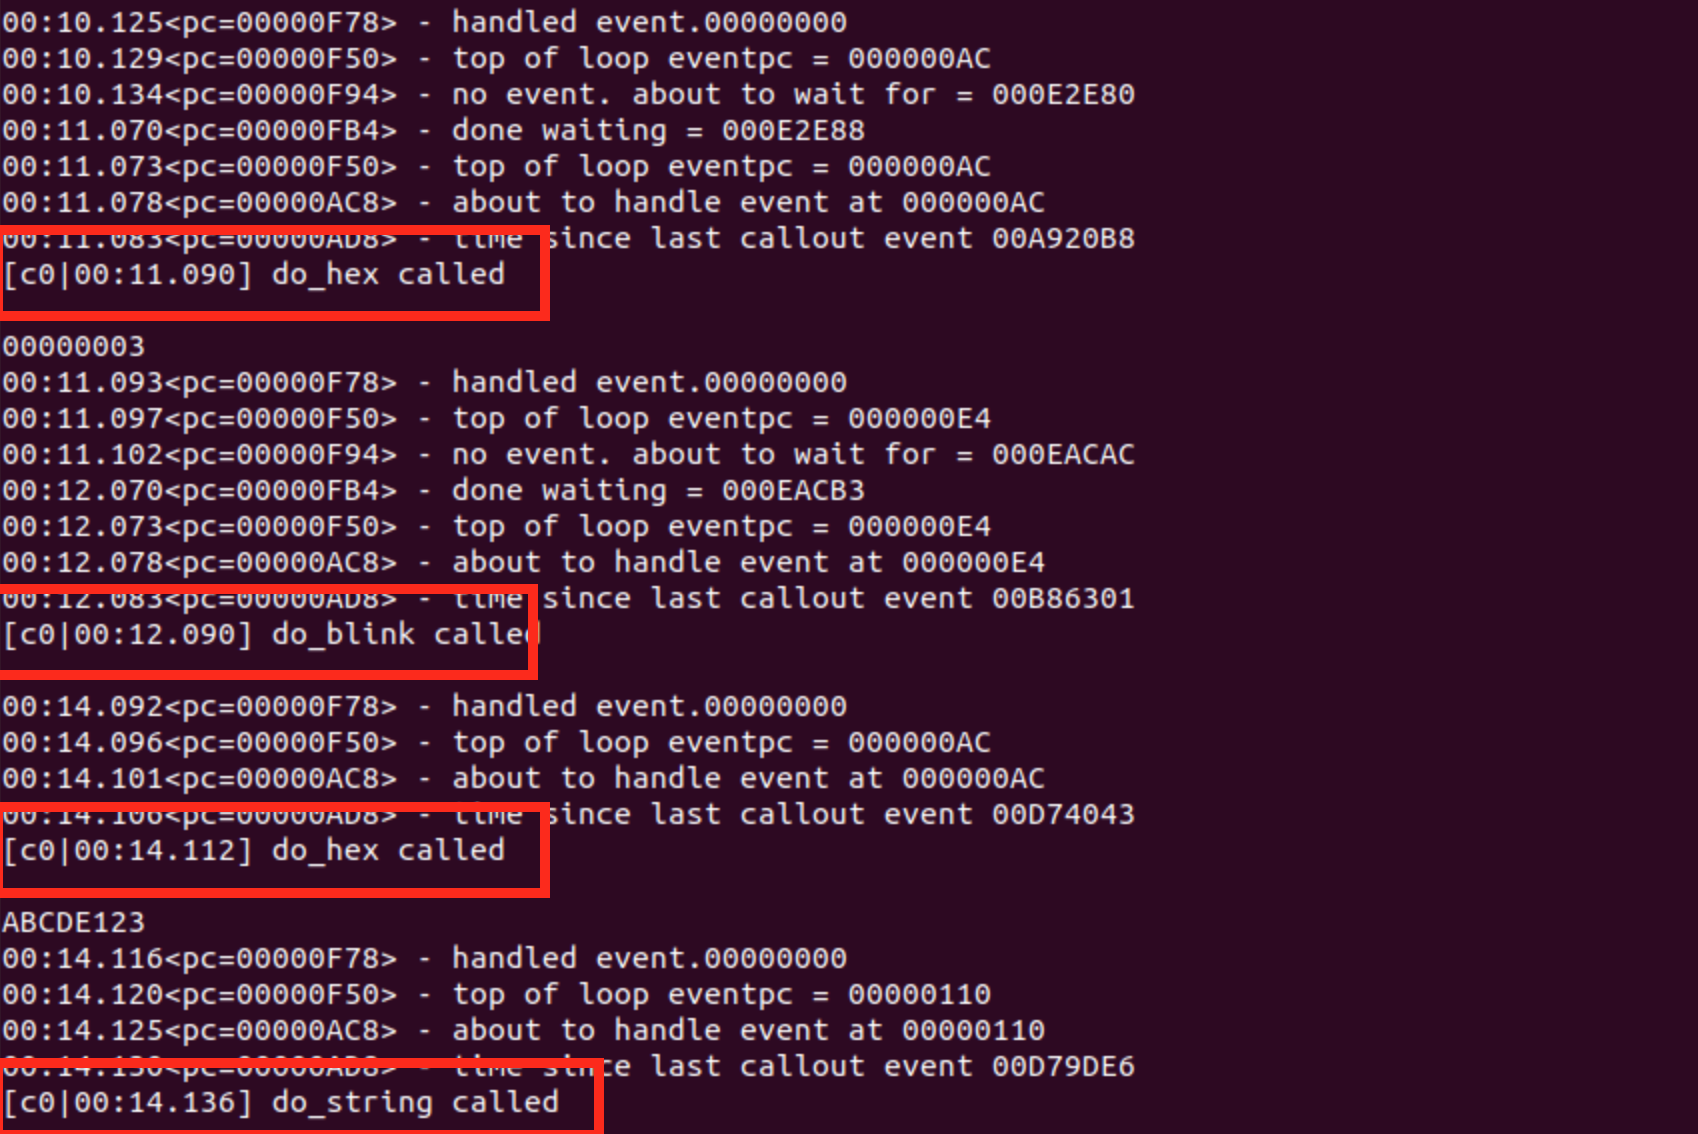 00:10.125<pc=00000F78> - handled event.00000000
00:10.129<pc=00000F50> - top of loop eventpc = 000000AC
00:10.134<pc=00000F94> - no event. about to wait for = 000E2E80
00:11.070<pc=00000FB4> - done waiting = 000E2E88
00:11.073<pc=00000F50> - top of loop eventpc = 000000AC
00:11.078<pc=00000AC8> - about to handle event at 000000AC
00:11.083<pc=00000AD8> - time since last callout event 00A920B8
[c0|00:11.090] do_hex called
00000003
00:11.093<pc=00000F78> - handled event.00000000
00:11.097<pc=00000F50> - top of loop eventpc = 000000E4
00:11.102<pc=00000F94> - no event. about to wait for = 000EACAC
00:12.070<pc=00000FB4> - done waiting = 000EACB3
00:12.073<pc=00000F50> - top of loop eventpc = 000000E4
00:12.078<pc=00000AC8> - about to handle event at 000000E4
00:12.083<pc=00000AD8> - time since last callout event 00B86301
[c0|00:12.090] do_blink called
00:14.092<pc=00000F78> - handled event.00000000
00:14.096<pc=00000F50> - top of loop eventpc = 000000AC
00:14.101<pc=00000AC8> - about to handle event at 000000AC
00:14.106<pc=00000AD8> - time since last callout event 00D74043
[c0|00:14.112] do_hex called
ABCDE123
00:14.116<pc=00000F78> - handled event.00000000
00:14.120<pc=00000F50> - top of loop eventpc = 00000110
00:14.125<pc=00000AC8> - about to handle event at 00000110
00:14.130<pc=00000AD8> - time since last callout event 00D79DE6
[c0|00:14.136] do_string called